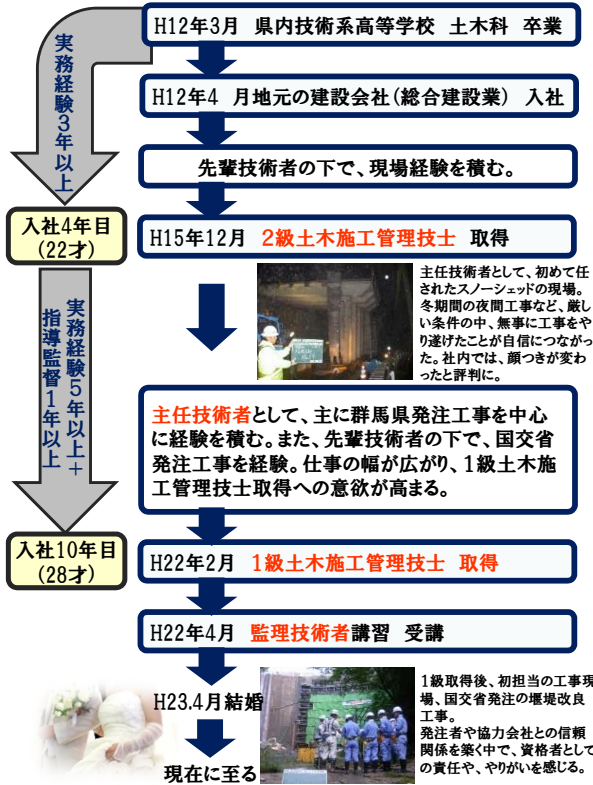 H12年3月 県内技術系高等学校 土木科 卒業
H12年4 月地元の建設会社(総合建設業) 入社
実務経験3年以上
先輩技術者の下で、現場経験を積む。
入社4年目
(22才)
H15年12月 2級土木施工管理技士 取得
主任技術者として、初めて任
されたスノーシェッドの現場。
冬期間の夜間工事など、厳し
い条件の中、無事に工事をや
り遂げたことが自信につながっ
た。社内では、顔つきが変わ
ったと評判に。
実務経験5年以上+
指導監督1年以上
主任技術者として、主に群馬県発注工事を中心
に経験を積む。また、先輩技術者の下で、国交省
発注工事を経験。仕事の幅が広がり、1級土木施
工管理技士取得への意欲が高まる。
入社10年目
(28才)
H22年2月 1級土木施工管理技士 取得
H22年4月 監理技術者講習 受講
H23.4月結婚
1級取得後、初担当の工事現
場、国交省発注の堰堤改良
工事。
発注者や協力会社との信頼
関係を築く中で、資格者として
の責任や、やりがいを感じる。
現在に至る